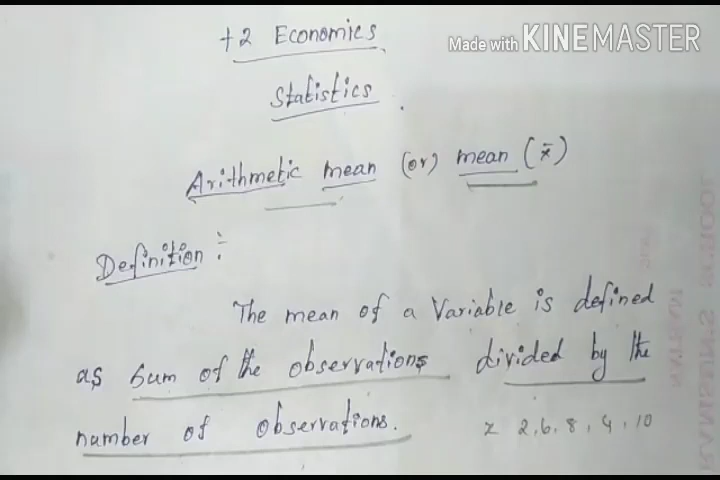 +2 Economics
Made with KINEMASTER
Statistics.
Arithmetic mean (or) mean (x̄)
Definition :-
The mean of a Variable is defined
as Sum of the observations divided by the
number of observations.
2, 6, 8, 4, 10